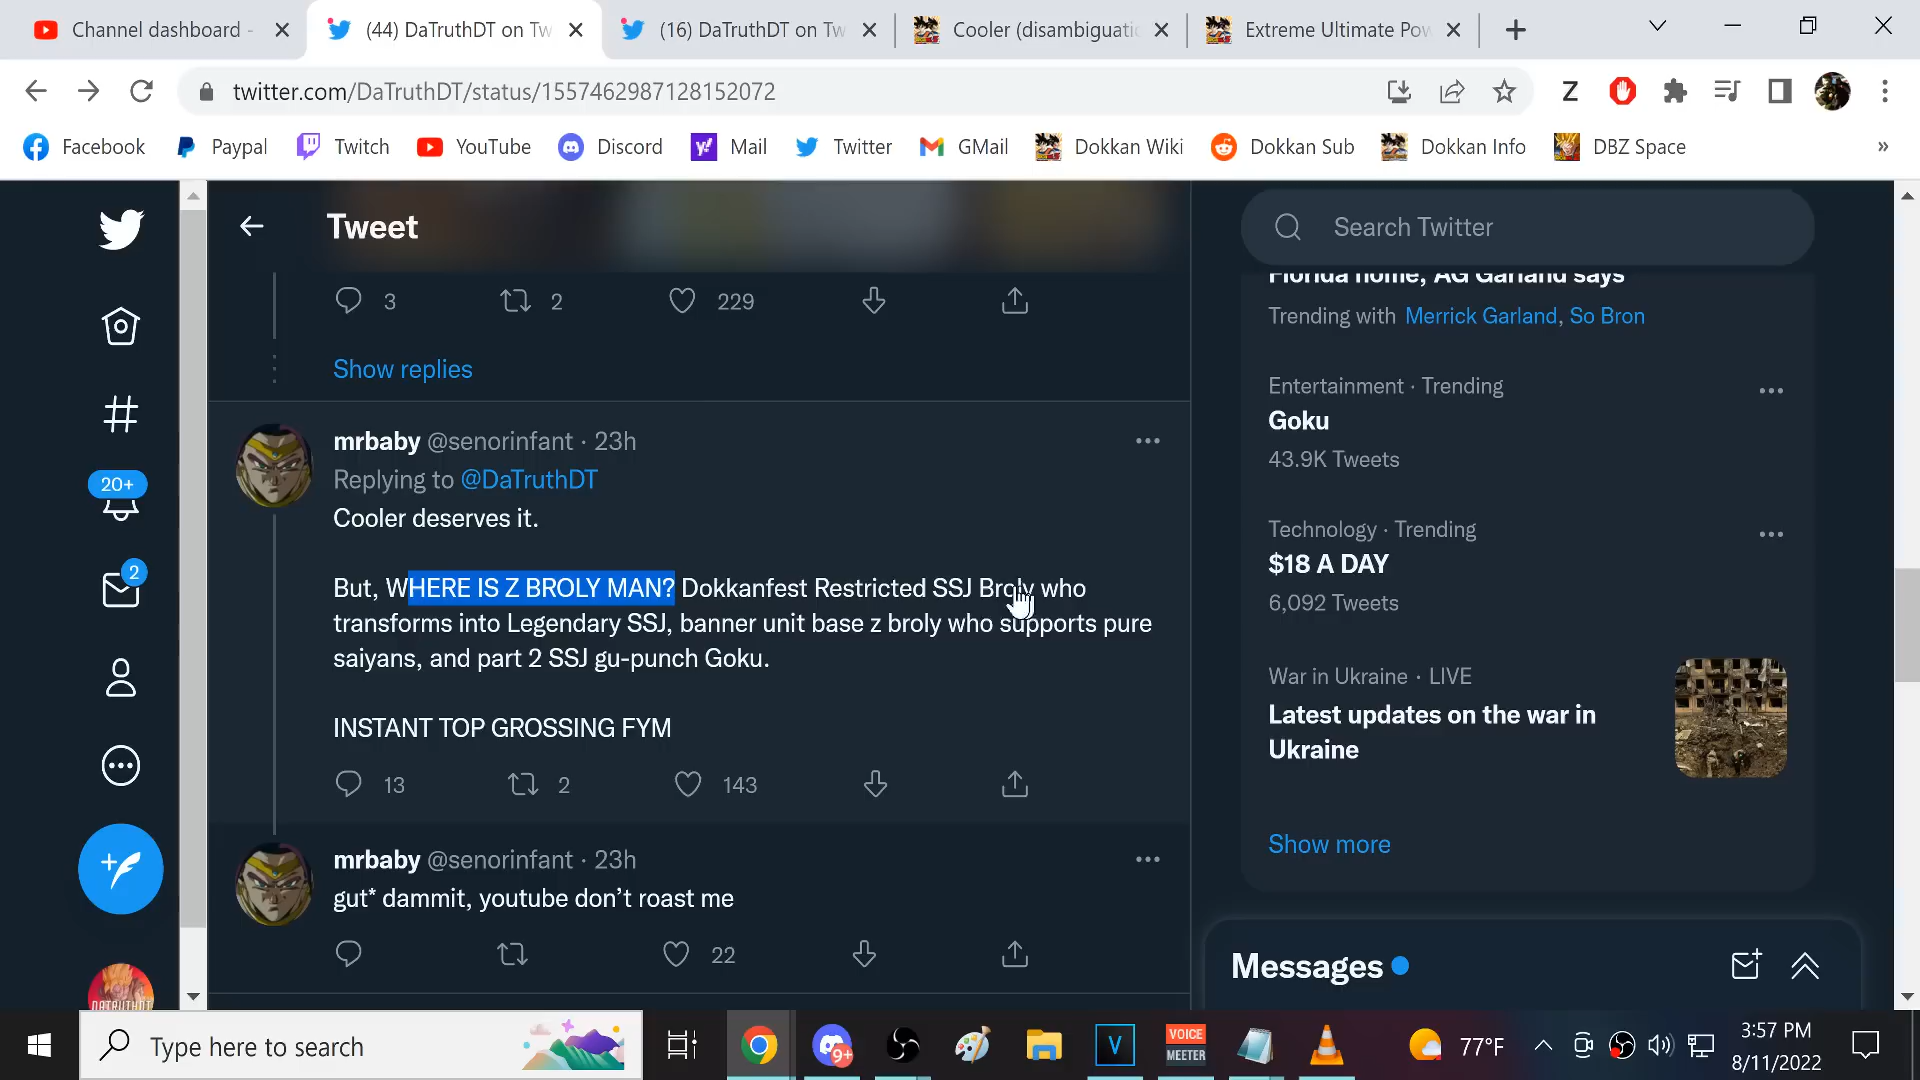 Channel dashboard -
(44) DaTruthDT on Tw
(16) DaTruthDT on Tw
Cooler (disambiguati
Extreme Ultimate Pow
twitter.com/DaTruthDT/status/1557462987128152072
Z
Facebook
Paypal
Twitch
YouTube
Discord
y!
Mail
Twitter
GMail
Dokkan Wiki
Dokkan Sub
Dokkan Info
DBZ Space
»
Tweet
Search Twitter
3
2
229
Show replies
Florida home, AG Garland says
Trending with Merrick Garland, So Bron
Entertainment · Trending
Goku
43.9K Tweets
Technology · Trending
$18 A DAY
6,092 Tweets
War in Ukraine · LIVE
Latest updates on the war in
Ukraine
Show more
20+
2
mrbaby @senorinfant · 23h
Replying to @DaTruthDT
Cooler deserves it.
But, WHERE IS Z BROLY MAN? Dokkanfest Restricted SSJ Broly who
transforms into Legendary SSJ, banner unit base z broly who supports pure
saiyans, and part 2 SSJ gu-punch Goku.
INSTANT TOP GROSSING FYM
13
2
143
mrbaby @senorinfant · 23h
gut* dammit, youtube don’t roast me
22
Messages
DATRUTHDT
Type here to search
9+
V
VOICE
MEETER
77°F
3:57 PM
8/11/2022